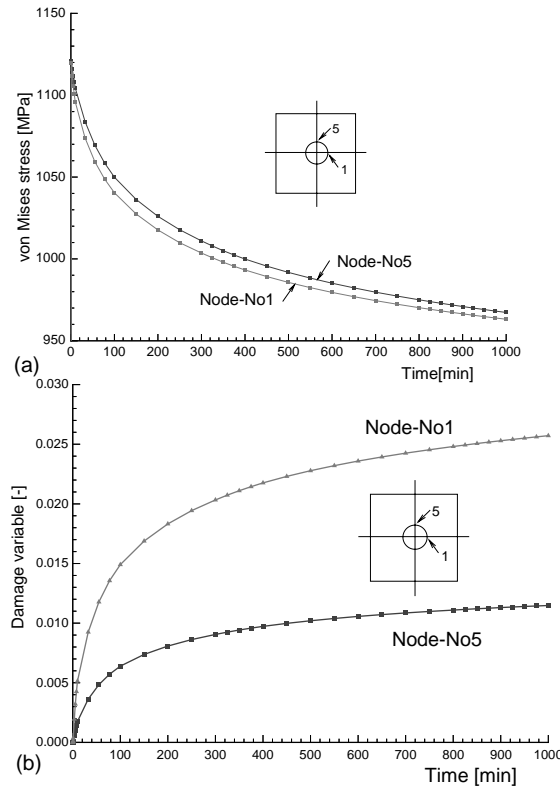 von Mises stress [MPa]
1150
1100
1050
1000
950
5
1
Node-No5
Node-No1
0 100 200 300 400 500 600 700 800 900 1000
Time[min]
(a)
Damage variable [-]
0.030
0.025
0.020
0.015
0.010
0.005
0.000
Node-No1
5
1
Node-No5
0 100 200 300 400 500 600 700 800 900 1000
Time [min]
(b)